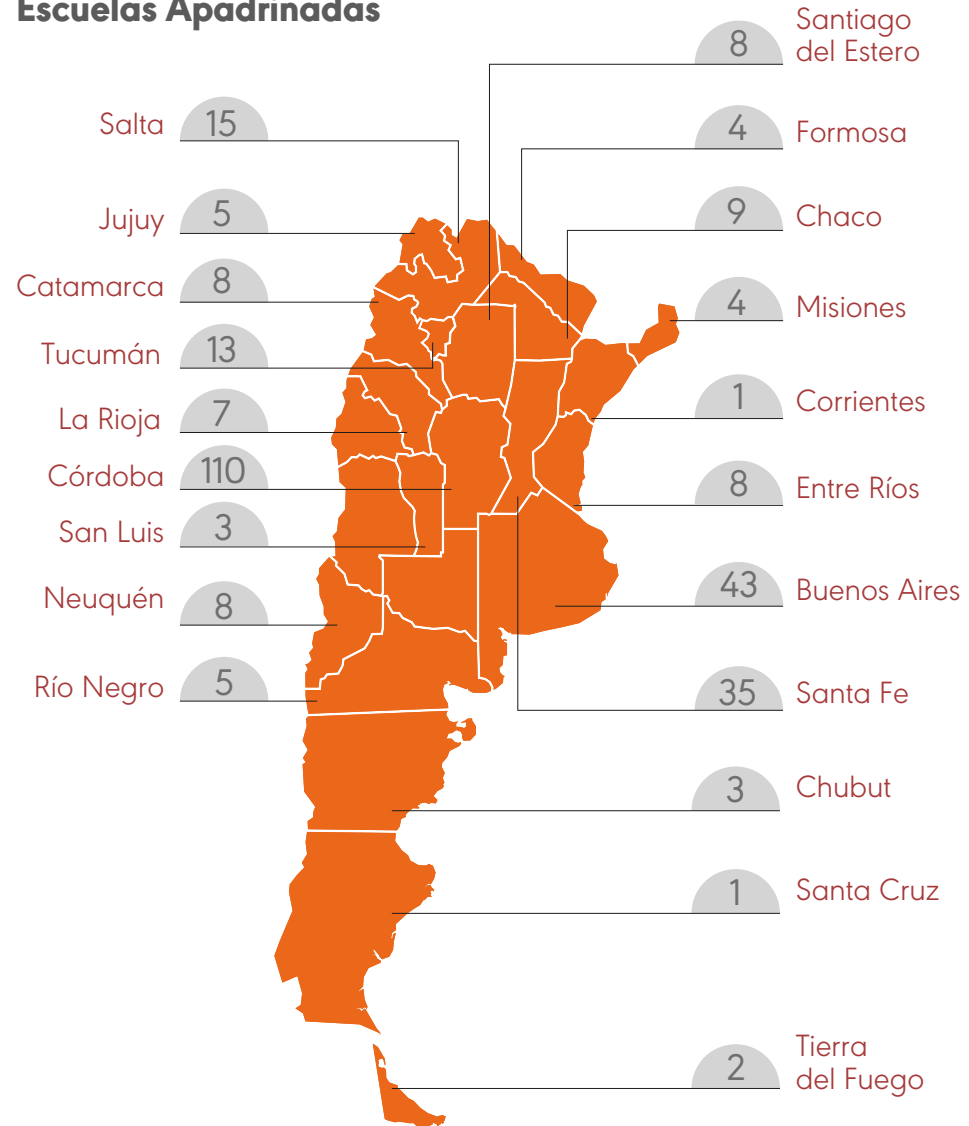 Escuelas Apadrinadas
Salta 15
Jujuy 5
Catamarca 8
Tucumán 13
La Rioja 7
Córdoba 110
San Luis 3
Neuquén 8
Río Negro 5
8 Santiago
del Estero
4 Formosa
9 Chaco
4 Misiones
1 Corrientes
8 Entre Ríos
43 Buenos Aires
35 Santa Fe
3 Chubut
1 Santa Cruz
2 Tierra
del Fuego